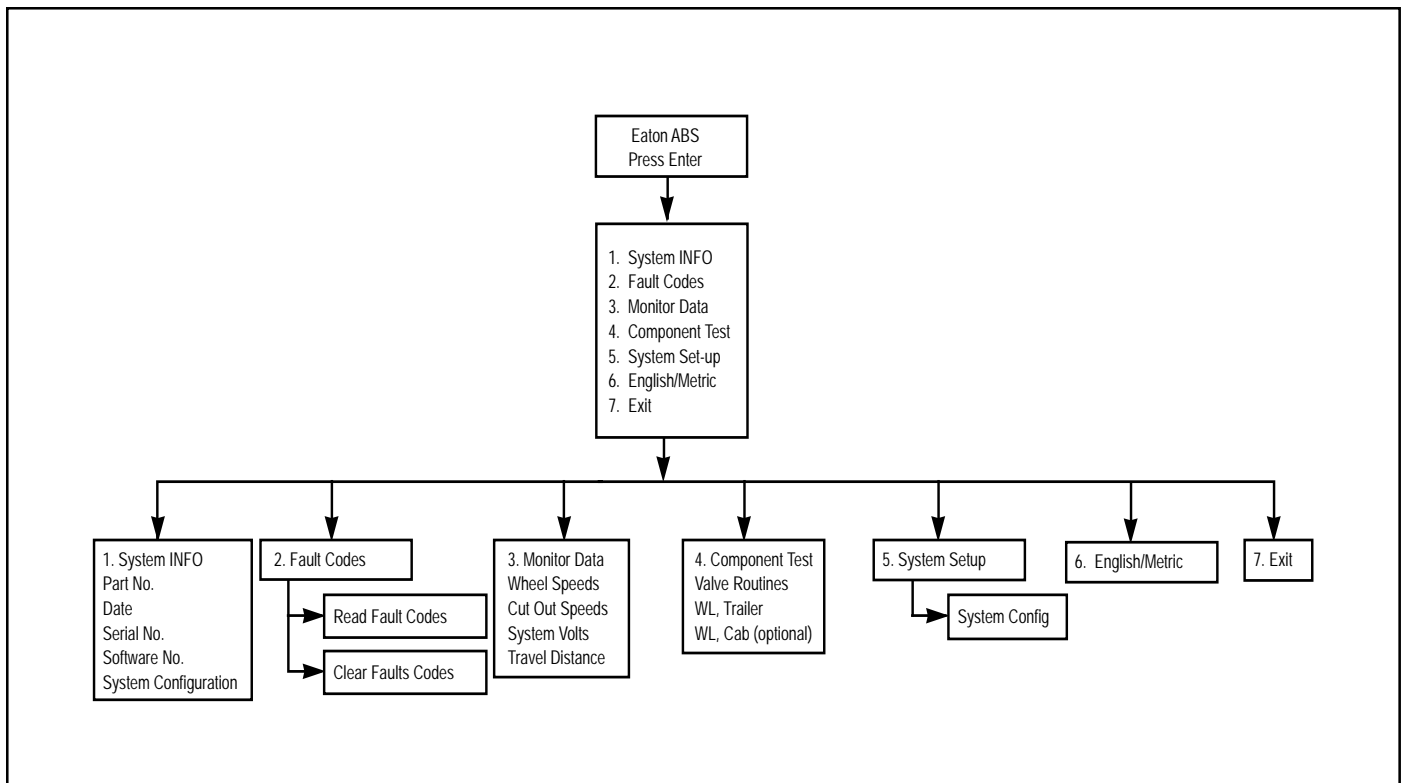 Eaton ABS
Press Enter
1. System INFO
2. Fault Codes
3. Monitor Data
4. Component Test
5. System Set-up
6. English/Metric
7. Exit
1. System INFO
Part No.
Date
Serial No.
Software No.
System Configuration
2. Fault Codes
Read Fault Codes
Clear Faults Codes
3. Monitor Data
Wheel Speeds
Cut Out Speeds
System Volts
Travel Distance
4. Component Test
Valve Routines
WL, Trailer
WL, Cab (optional)
5. System Setup
System Config
6. English/Metric
7. Exit